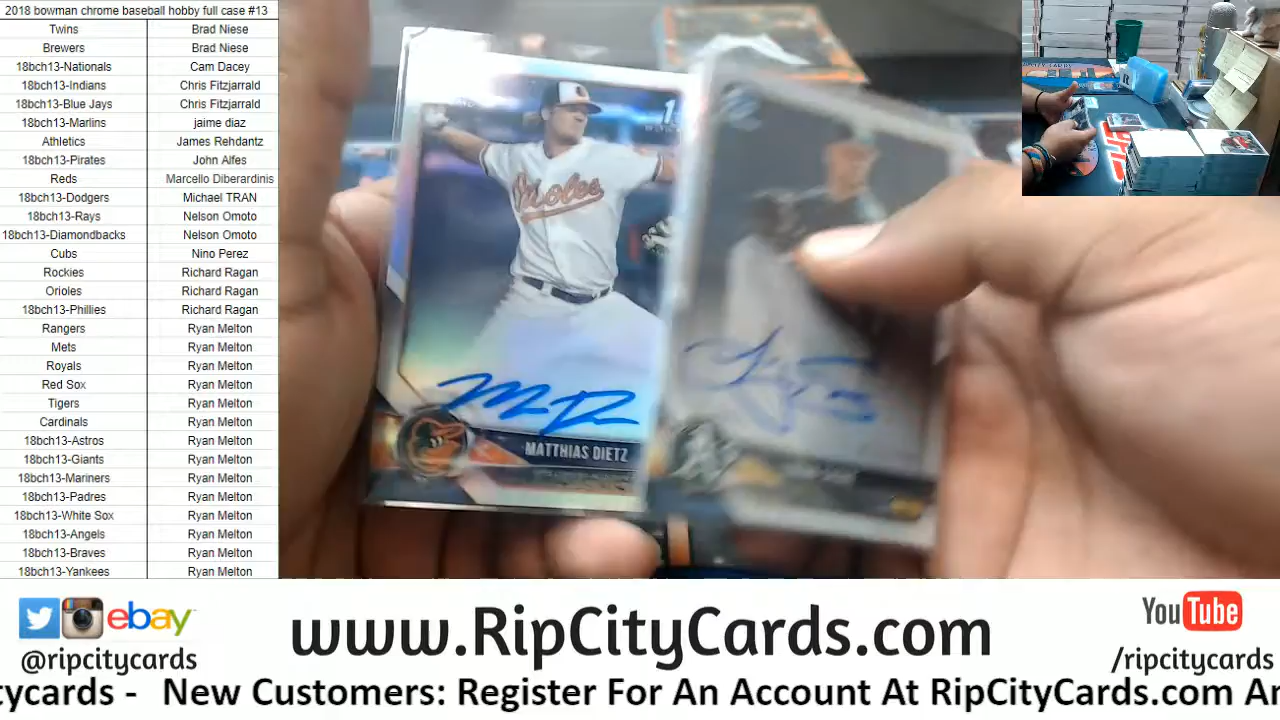 2018 bowman chrome baseball hobby full case #13
Twins Brad Niese
Brewers Brad Niese
18bch13-Nationals Cam Dacey
18bch13-Indians Chris Fitzjarrald
18bch13-Blue Jays Chris Fitzjarrald
18bch13-Marlins jaime diaz
Athletics James Rehdantz
18bch13-Pirates John Alfes
Reds Marcello Diberardinis
18bch13-Dodgers Michael TRAN
18bch13-Rays Nelson Omoto
18bch13-Diamondbacks Nelson Omoto
Cubs Nino Perez
Rockies Richard Ragan
Orioles Richard Ragan
18bch13-Phillies Richard Ragan
Rangers Ryan Melton
Mets Ryan Melton
Royals Ryan Melton
Red Sox Ryan Melton
Tigers Ryan Melton
Cardinals Ryan Melton
18bch13-Astros Ryan Melton
18bch13-Giants Ryan Melton
18bch13-Mariners Ryan Melton
18bch13-Padres Ryan Melton
18bch13-White Sox Ryan Melton
18bch13-Angels Ryan Melton
18bch13-Braves Ryan Melton
18bch13-Yankees Ryan Melton
Orioles
MATTHIAS DIETZ
ebay
@ripcitycards
www.RipCityCards.com
YouTube
/ripcitycards
tycards - New Customers: Register For An Account At RipCityCards.com An